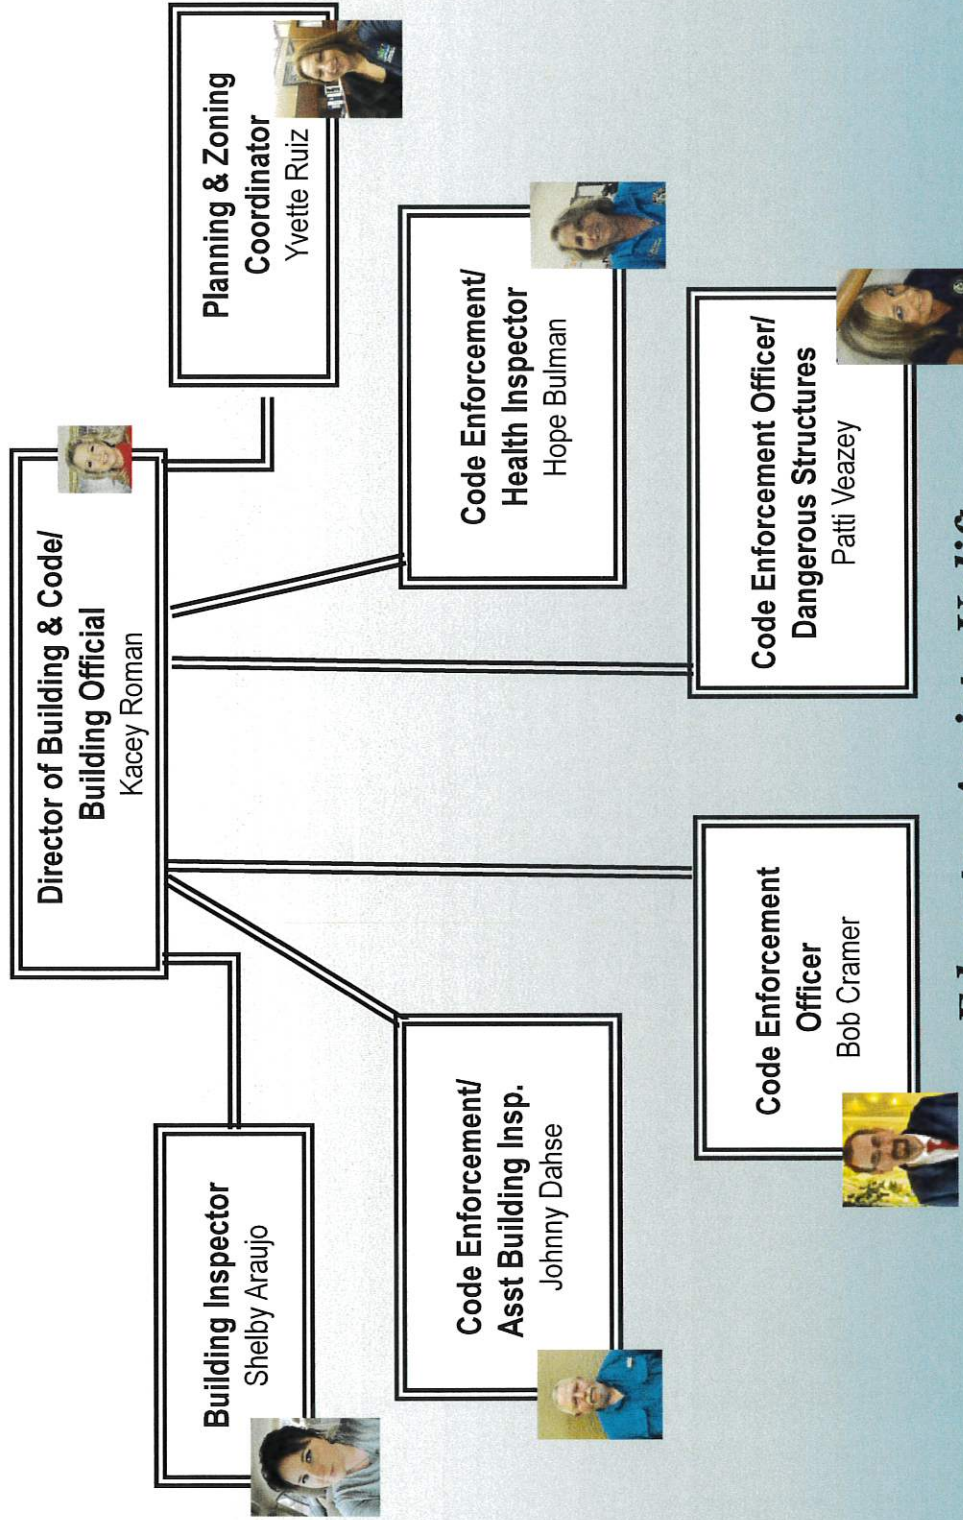 Director of Building & Code/
Building Official
Kacey Roman
Building Inspector
Shelby Araujo
Planning & Zoning
Coordinator
Yvette Ruiz
Code Enforcement/
Asst Building Insp.
Johnny Dahse
Code Enforcement/
Health Inspector
Hope Bulman
Code Enforcement
Officer
Bob Cramer
Code Enforcement Officer/
Dangerous Structures
Patti Veazey